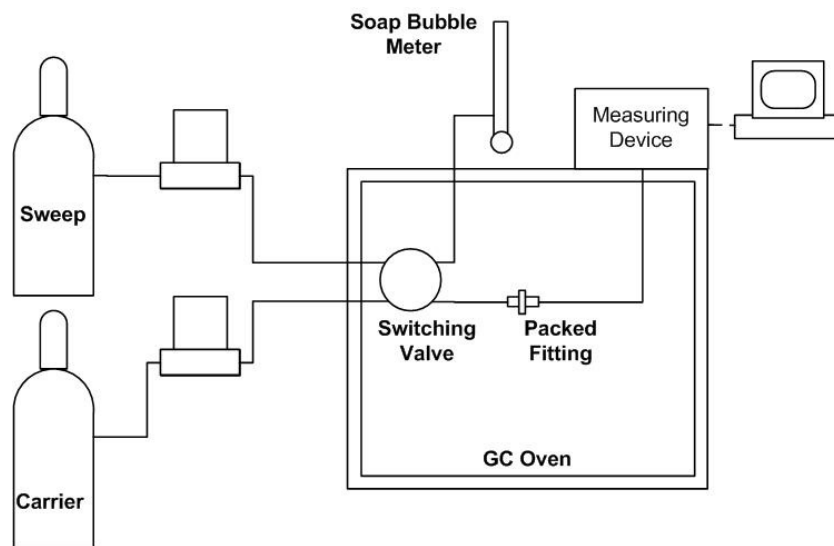 Soap Bubble
Meter
Measuring
Device
Sweep
Switching
Valve
Packed
Fitting
GC Oven
Carrier